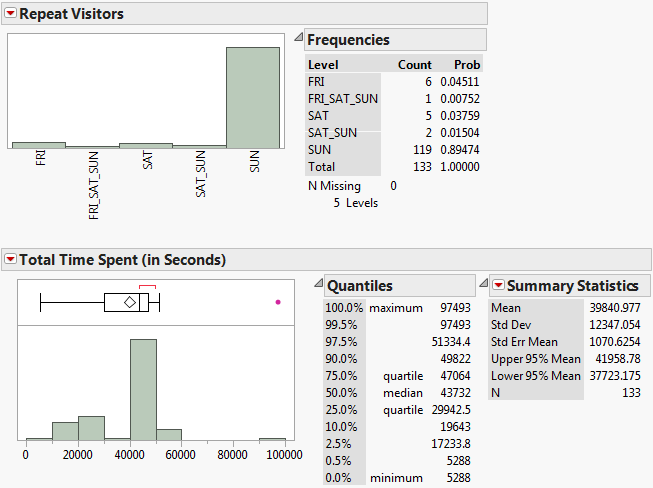 Repeat Visitors
FRI
FRI_SAT_SUN
SAT
SAT_SUN
SUN
Frequencies
Level Count Prob
FRI 6 0.04511
FRI_SAT_SUN 1 0.00752
SAT 5 0.03759
SAT_SUN 2 0.01504
SUN 119 0.89474
Total 133 1.00000
N Missing 0
5 Levels
Total Time Spent (in Seconds)
0 20000 40000 60000 80000 100000
Quantiles
100.0% maximum 97493
99.5% 97493
97.5% 51334.4
90.0% 49822
75.0% quartile 47064
50.0% median 43732
25.0% quartile 29942.5
10.0% 19643
2.5% 17233.8
0.5% 5288
0.0% minimum 5288
Summary Statistics
Mean 39840.977
Std Dev 12347.054
Std Err Mean 1070.6254
Upper 95% Mean 41958.78
Lower 95% Mean 37723.175
N 133